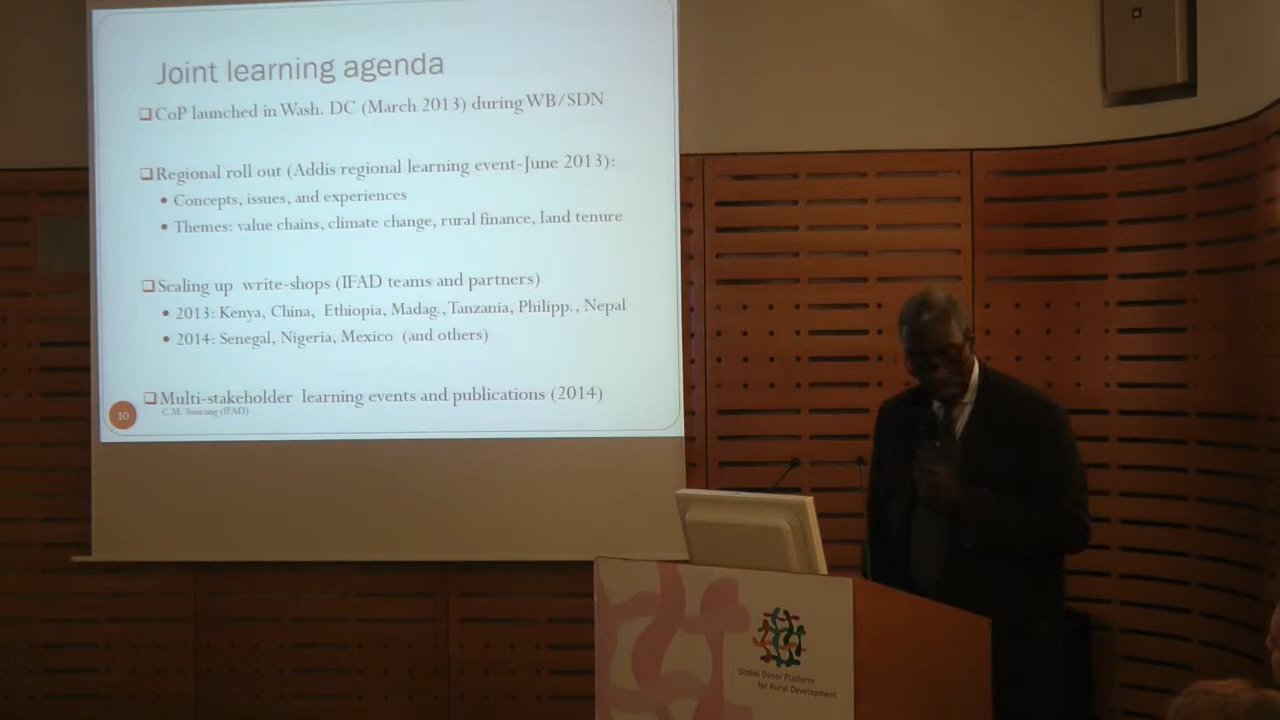 Joint learning agenda
❑CoP launched in Wash. DC (March 2013) during WB/SDN
❑Regional roll out (Addis regional learning event-June 2013):
• Concepts, issues, and experiences
• Themes: value chains, climate change, rural finance, land tenure
❑Scaling up write-shops (IFAD teams and partners)
• 2013: Kenya, China, Ethiopia, Madag., Tanzania, Philipp., Nepal
• 2014: Senegal, Nigeria, Mexico (and others)
❑Multi-stakeholder learning events and publications (2014)
10
C.M. Sourang (IFAD)
Global Donor Platform
for Rural Development